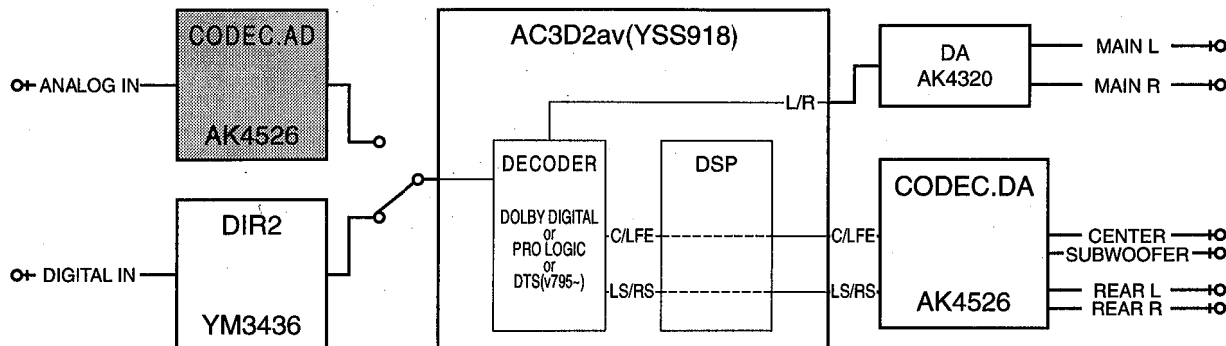 CODEC.AD
AK4526
ANALOG IN
DIR2
YM3436
DIGITAL IN
AC3D2av(YSS918)
L/R
DECODER
DOLBY DIGITAL
or
PRO LOGIC
or
DTS(v795~)
DSP
C/LFE
LS/RS
C/LFE
LS/RS
DA
AK4320
MAIN L
MAIN R
CODEC.DA
AK4526
CENTER
SUBWOOFER
REAR L
REAR R